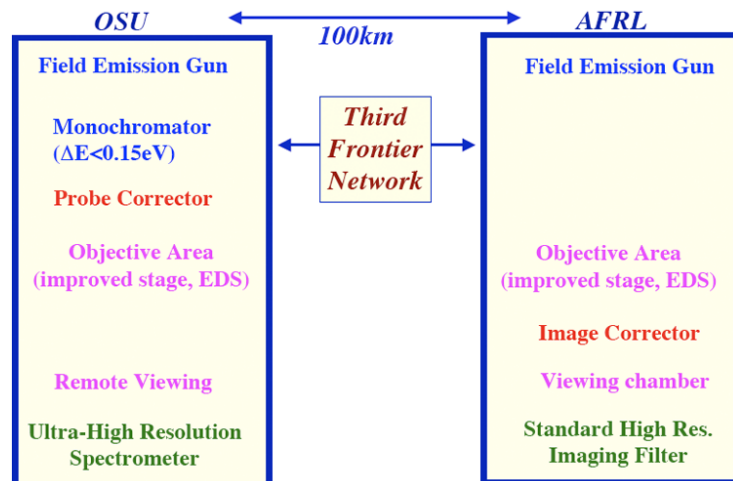 OSU
100km
AFRL
Field Emission Gun
Monochromator
(ΔE<0.15eV)
Probe Corrector
Objective Area
(improved stage, EDS)
Remote Viewing
Ultra-High Resolution
Spectrometer
Third
Frontier
Network
Field Emission Gun
Objective Area
(improved stage, EDS)
Image Corrector
Viewing chamber
Standard High Res.
Imaging Filter